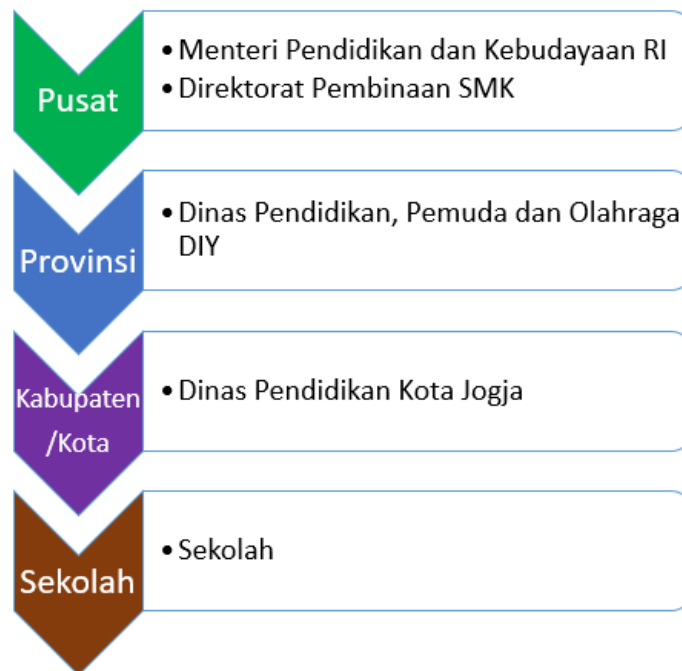 Pusat
• Menteri Pendidikan dan Kebudayaan RI
• Direktorat Pembinaan SMK
Provinsi
• Dinas Pendidikan, Pemuda dan Olahraga
DIY
Kabupaten
/Kota
• Dinas Pendidikan Kota Jogja
Sekolah
• Sekolah